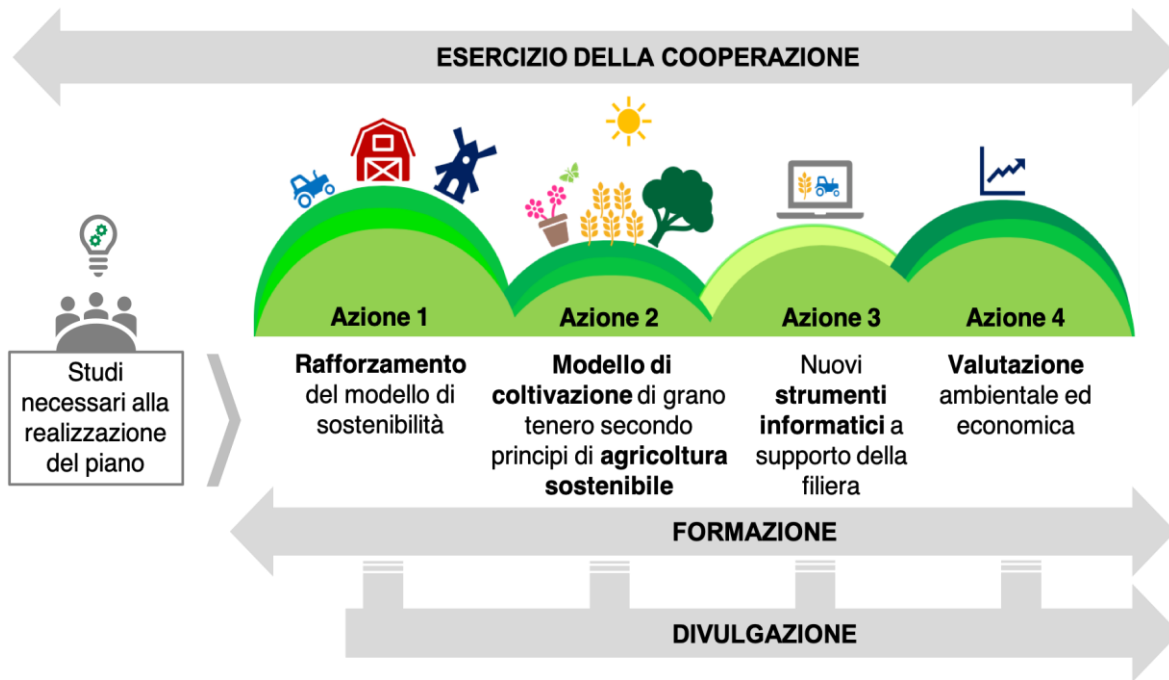 ESERCIZIO DELLA COOPERAZIONE
Studi
necessari alla
realizzazione
del piano
Azione 1
Rafforzamento
del modello di
sostenibilità
Azione 2
Modello di
coltivazione di grano
tenero secondo
principi di agricoltura
sostenibile
Azione 3
Nuovi
strumenti
informatici a
supporto della
filiera
Azione 4
Valutazione
ambientale ed
economica
FORMAZIONE
DIVULGAZIONE